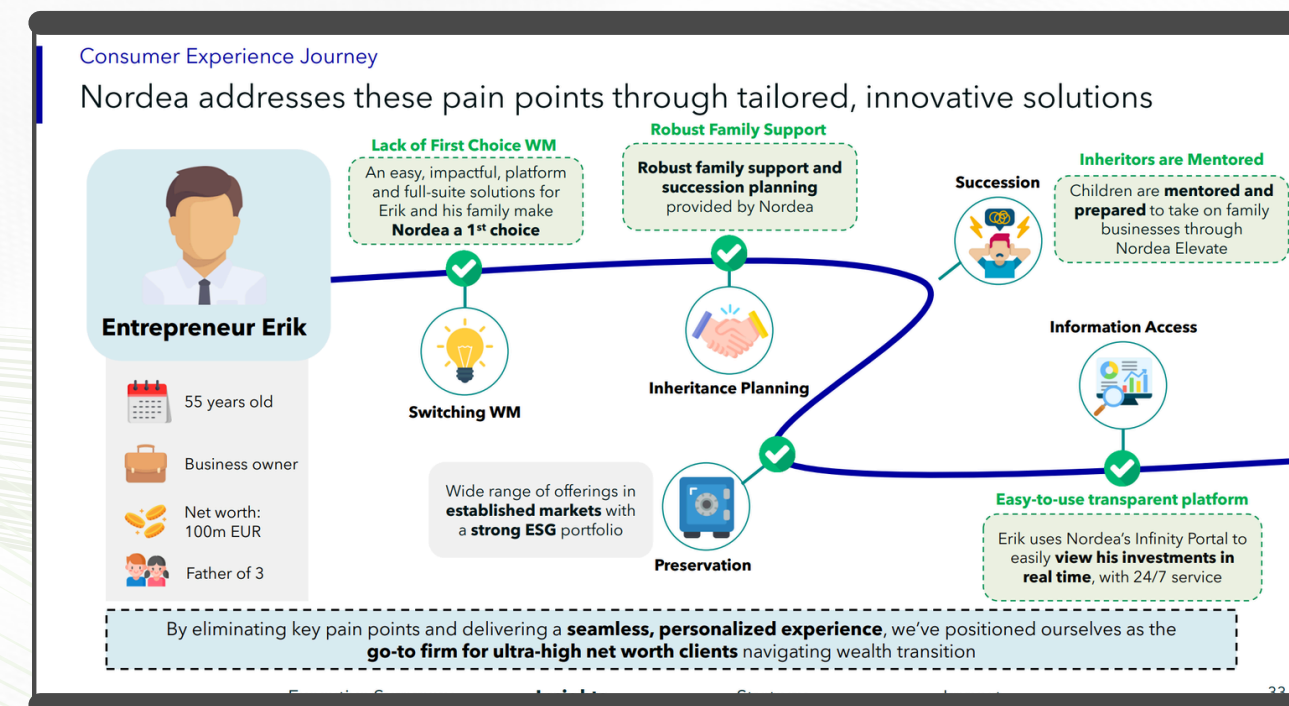 Consumer Experience Journey
Nordea addresses these pain points through tailored, innovative solutions
Entrepreneur Erik
55 years old
Business owner
Net worth:
100m EUR
Father of 3
Lack of First Choice WM
An easy, impactful, platform
and full-suite solutions for
Erik and his family make
Nordea a 1st choice
Switching WM
Robust Family Support
Robust family support and
succession planning
provided by Nordea
Inheritance Planning
Succession
Inheritors are Mentored
Children are mentored and
prepared to take on family
businesses through
Nordea Elevate
Wide range of offerings in
established markets with
a strong ESG portfolio
Preservation
Information Access
Easy-to-use transparent platform
Erik uses Nordea's Infinity Portal to
easily view his investments in
real time, with 24/7 service
By eliminating key pain points and delivering a seamless, personalized experience, we've positioned ourselves as the
go-to firm for ultra-high net worth clients navigating wealth transition
33